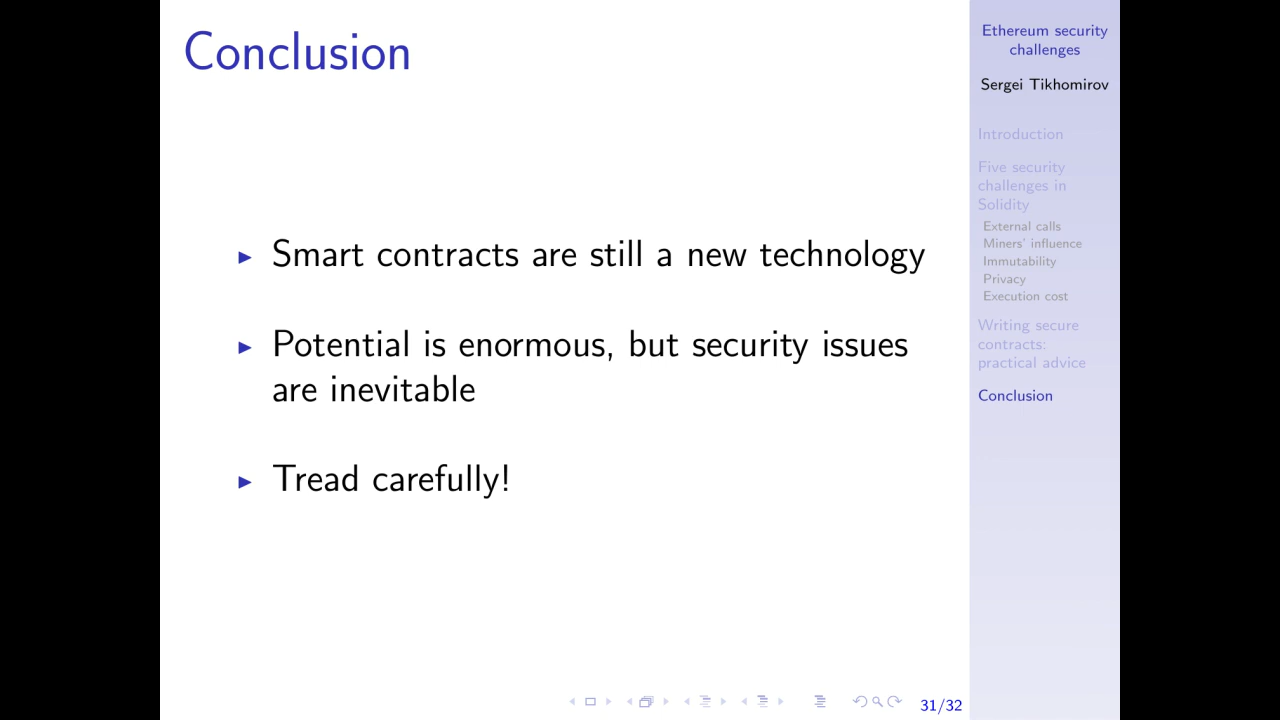 Conclusion
▶ Smart contracts are still a new technology
▶ Potential is enormous, but security issues
are inevitable
▶ Tread carefully!
Ethereum security
challenges
Sergei Tikhomirov
Introduction
Five security
challenges in
Solidity
External calls
Miners' influence
Immutability
Privacy
Execution cost
Writing secure
contracts:
practical advice
Conclusion
31/32